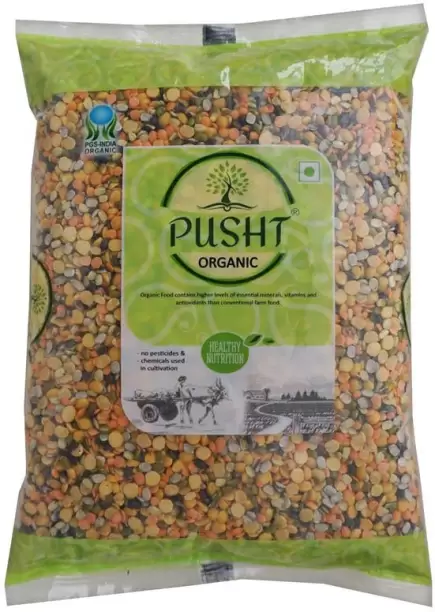 PGS-INDIA
ORGANIC
PUSHT®
ORGANIC
Organic Food contains higher levels of essential minerals, vitamins and
antioxidants than conventional farm food.
HEALTHY
NUTRITION
- no pesticides &
- chemicals used
in cultivation